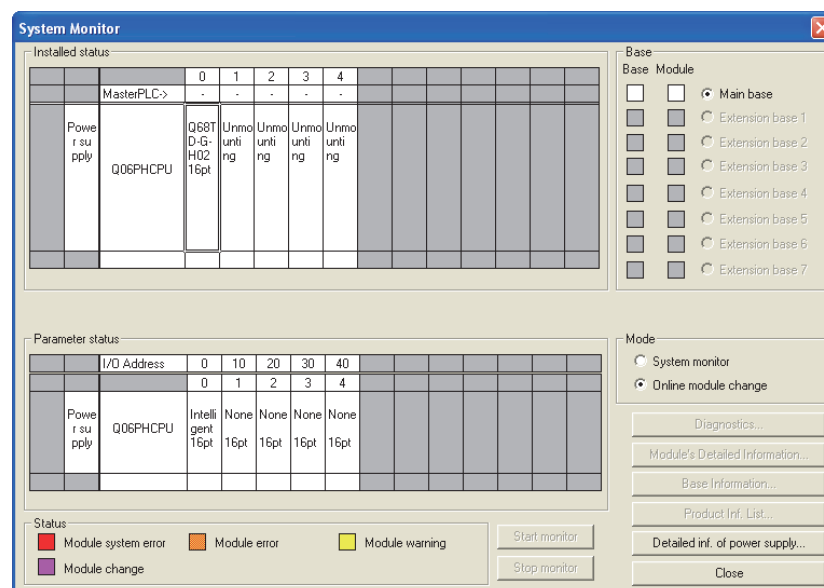 System Monitor
Installed status
0 1 2 3 4
MasterPLC-> - - - - -
Powe
r su
pply
Q06PHCPU
Q68T
D-G-
H02
16pt
Unmo
unti
ng
Unmo
unti
ng
Unmo
unti
ng
Unmo
unti
ng
Base
Base Module
Main base
Extension base 1
Extension base 2
Extension base 3
Extension base 4
Extension base 5
Extension base 6
Extension base 7
Parameter status
I/O Address 0 10 20 30 40
0 1 2 3 4
Powe
r su
pply
Q06PHCPU
Intelli
gent
16pt
None
16pt
None
16pt
None
16pt
None
16pt
Mode
System monitor
Online module change
Diagnostics...
Module's Detailed Information...
Base Information...
Product Inf. List...
Detailed inf. of power supply...
Close
Status
Module system error
Module error
Module warning
Module change
Start monitor
Stop monitor